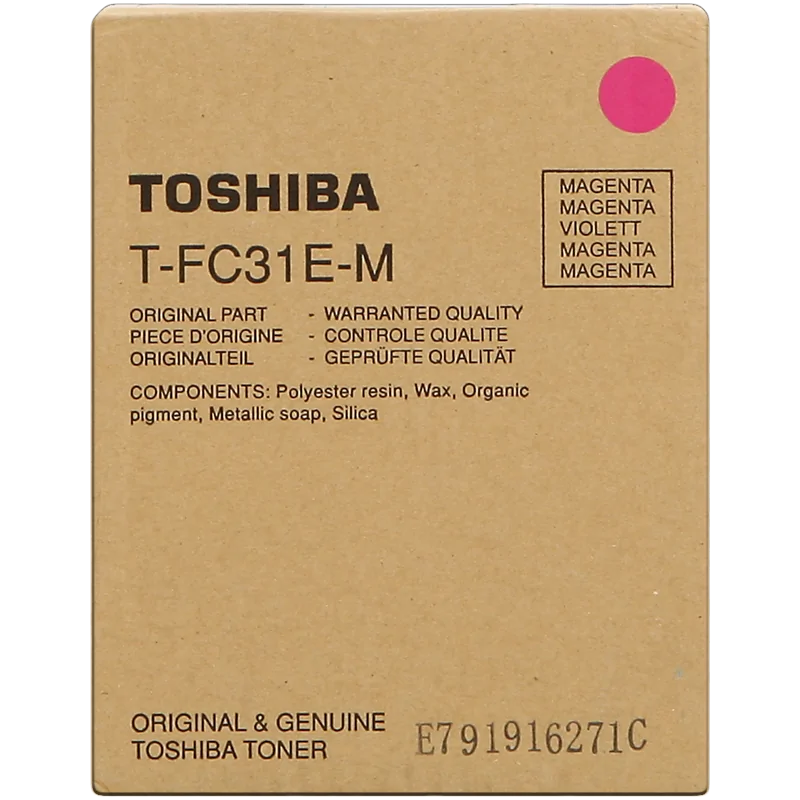 TOSHIBA
T-FC31E-M
MAGENTA
MAGENTA
VIOLETT
MAGENTA
MAGENTA
ORIGINAL PART - WARRANTED QUALITY
PIECE D'ORIGINE - CONTROLE QUALITE
ORIGINALTEIL - GEPRÜFTE QUALITÄT
COMPONENTS: Polyester resin, Wax, Organic
pigment, Metallic soap, Silica
ORIGINAL & GENUINE
TOSHIBA TONER
E791916271C